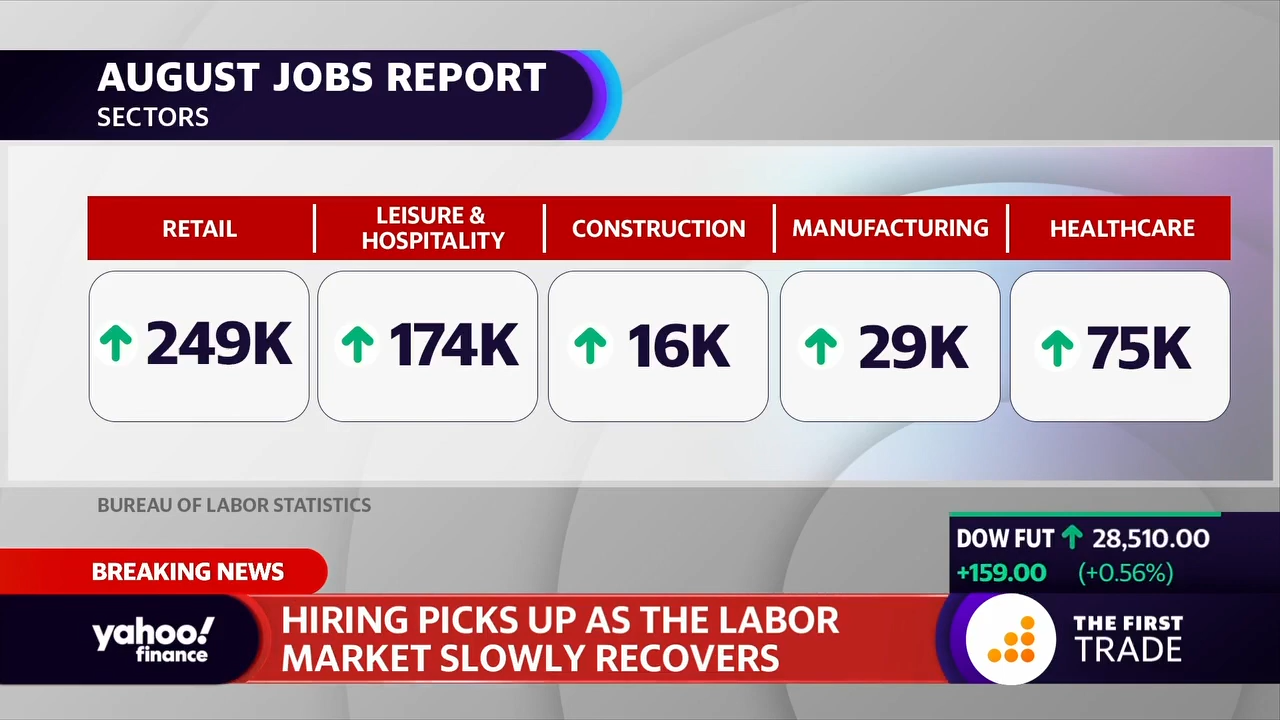 AUGUST JOBS REPORT
SECTORS
RETAIL
LEISURE &
HOSPITALITY
CONSTRUCTION
MANUFACTURING
HEALTHCARE
249K
174K
16K
29K
75K
BUREAU OF LABOR STATISTICS
DOW FUT 28,510.00
+159.00 (+0.56%)
BREAKING NEWS
yahoo!
finance
HIRING PICKS UP AS THE LABOR
MARKET SLOWLY RECOVERS
THE FIRST
TRADE